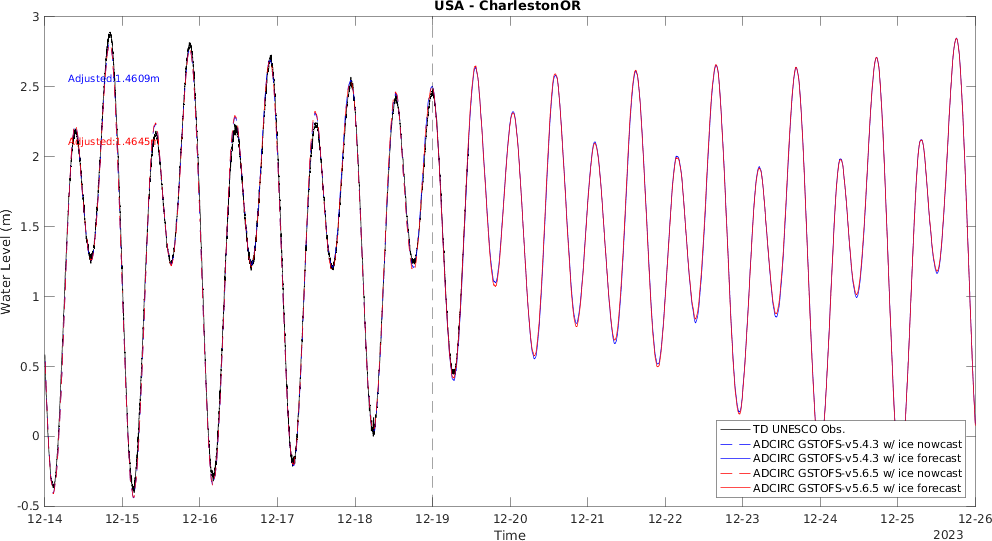 USA - CharlestonOR
3
2.5
2
1.5
1
0.5
0
-0.5
Water Level (m)
Adjusted:1.4609m
Adjusted:1.4645m
TD UNESCO Obs.
ADCIRC GSTOFS-v5.4.3 w/ ice nowcast
ADCIRC GSTOFS-v5.4.3 w/ ice forecast
ADCIRC GSTOFS-v5.6.5 w/ ice nowcast
ADCIRC GSTOFS-v5.6.5 w/ ice forecast
12-14 12-15 12-16 12-17 12-18 12-19 12-20 12-21 12-22 12-23 12-24 12-25 12-26
Time
2023